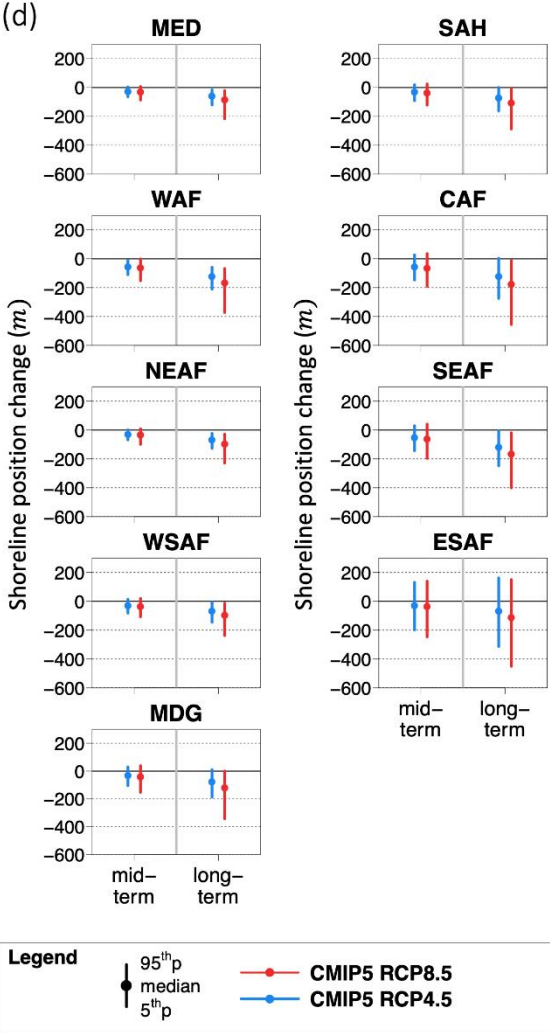 (d)
MED
200
0
−200
−400
−600
SAH
200
0
−200
−400
−600
WAF
200
0
−200
−400
−600
CAF
200
0
−200
−400
−600
NEAF
200
0
−200
−400
−600
SEAF
200
0
−200
−400
−600
WSAF
200
0
−200
−400
−600
ESAF
200
0
−200
−400
−600
mid−
term
long−
term
MDG
200
0
−200
−400
−600
mid−
term
long−
term
Shoreline position change (m)
Shoreline position change (m)
Legend
95thp
median
5thp
CMIP5 RCP8.5
CMIP5 RCP4.5